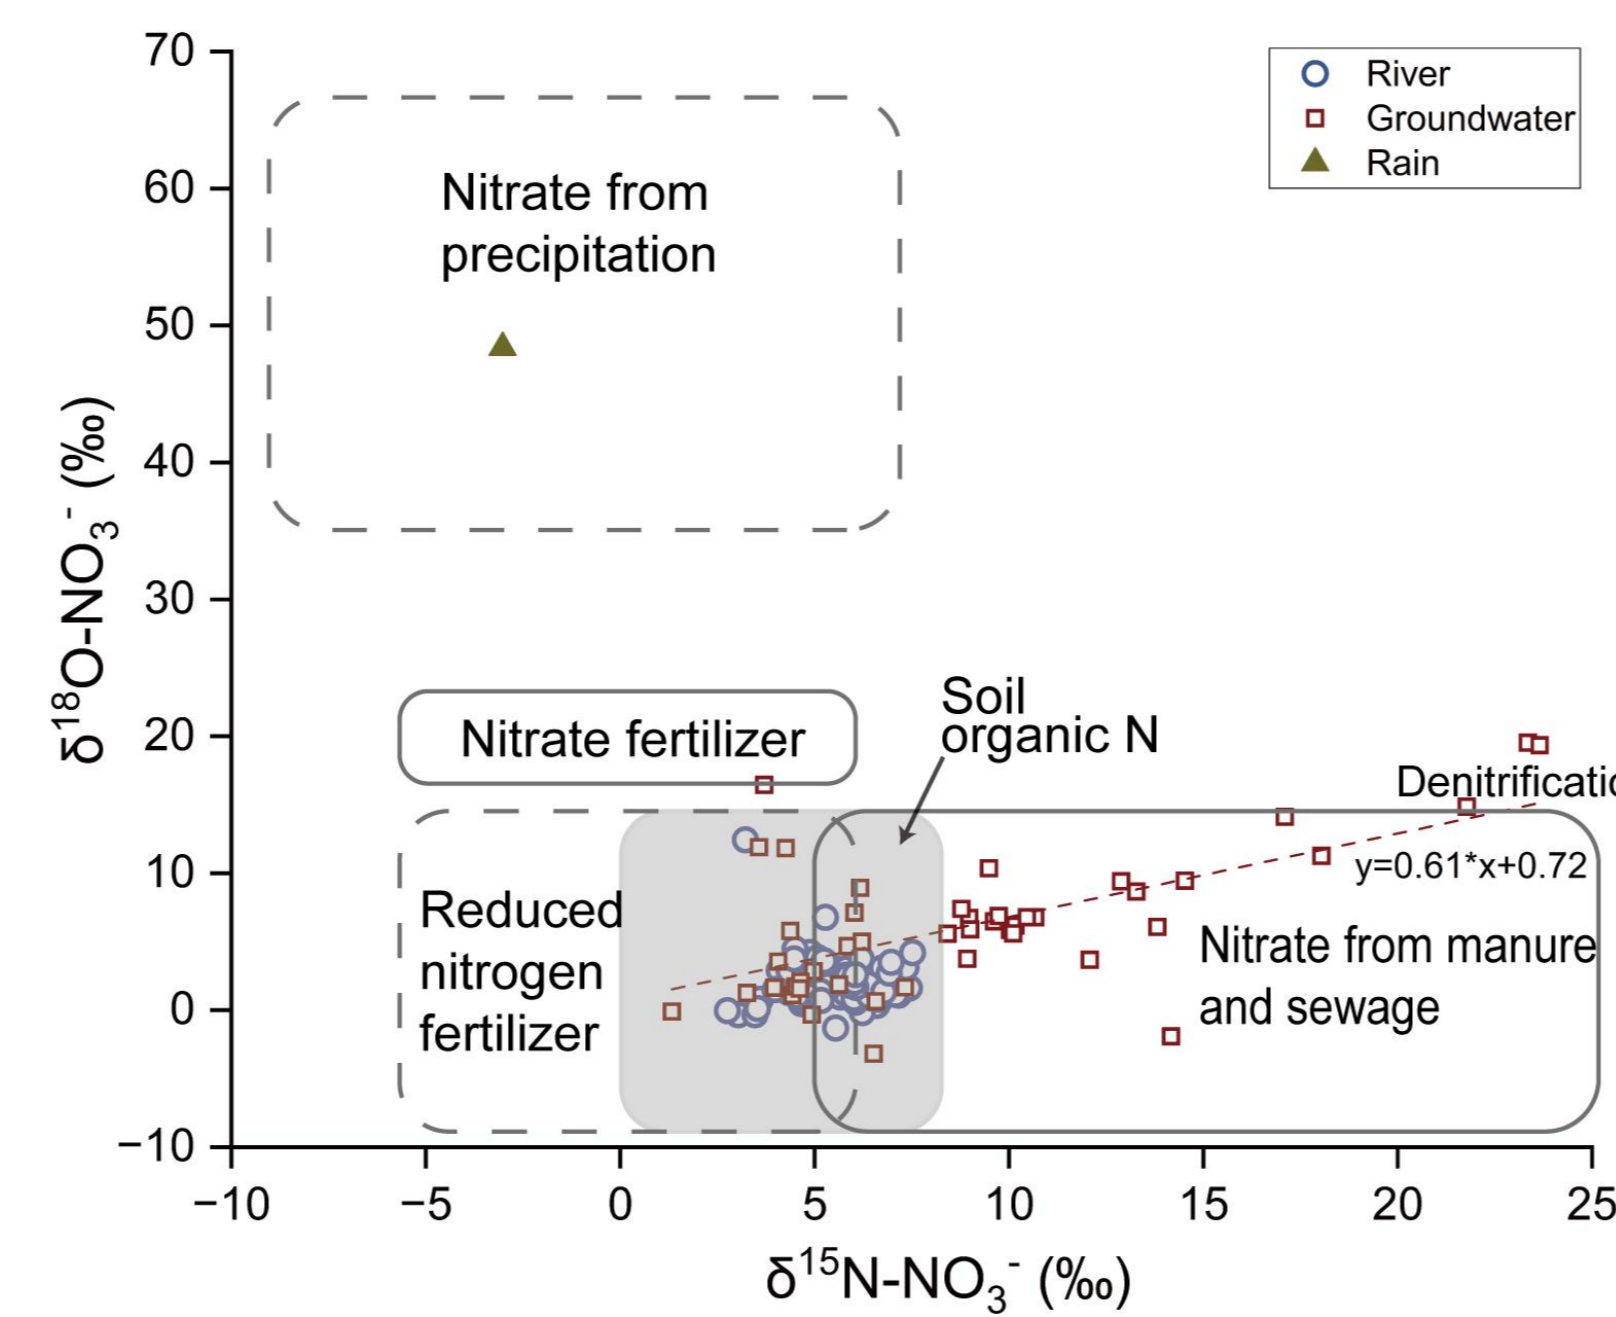 70
60
50
40
30
20
10
0
−10
−10
−5
0
5
10
15
20
25
δ¹⁸O-NO₃⁻ (‰)
δ¹⁵N-NO₃⁻ (‰)
River
Groundwater
Rain
Nitrate from
precipitation
Nitrate fertilizer
Soil
organic N
Denitrificatio
y=0.61*x+0.72
Reduced
nitrogen
fertilizer
Nitrate from manure
and sewage